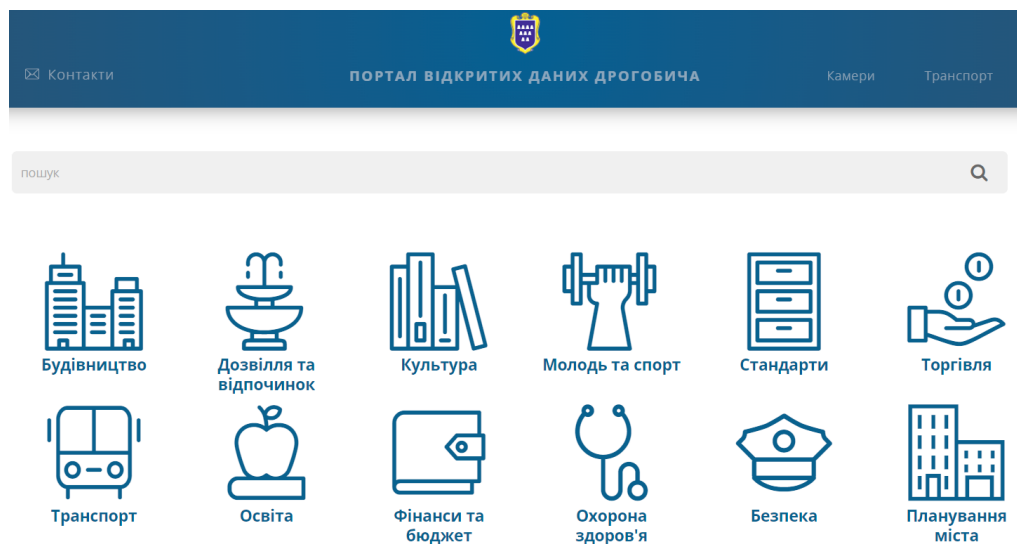 Контакти
ПОРТАЛ ВІДКРИТИХ ДАНИХ ДРОГОБИЧА
Камери
Транспорт
пошук
Будівництво
Дозвілля та
відпочинок
Культура
Молодь та спорт
Стандарти
Торгівля
Транспорт
Освіта
Фінанси та
бюджет
Охорона
здоров'я
Безпека
Планування
міста